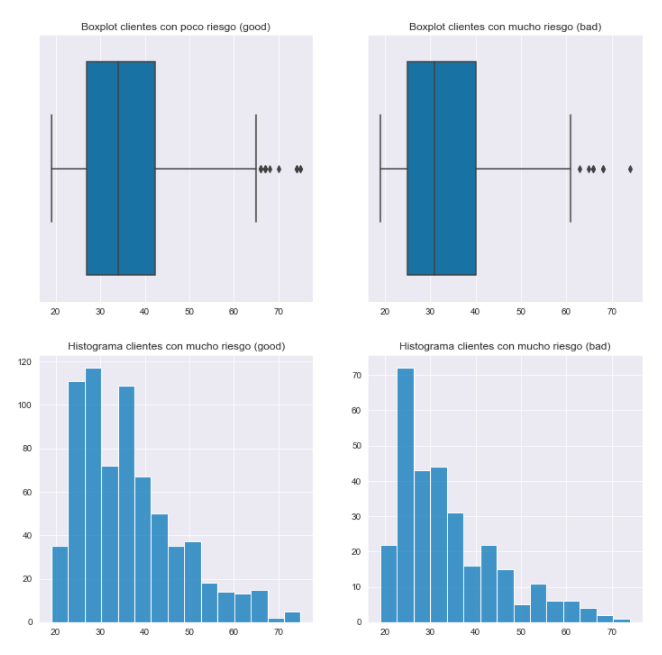 Boxplot clientes con poco riesgo (good)
Boxplot clientes con mucho riesgo (bad)
20 30 40 50 60 70
20 30 40 50 60 70
Histograma clientes con mucho riesgo (good)
Histograma clientes con mucho riesgo (bad)
120
100
80
60
40
20
0
20 30 40 50 60 70
70
60
50
40
30
20
10
0
20 30 40 50 60 70